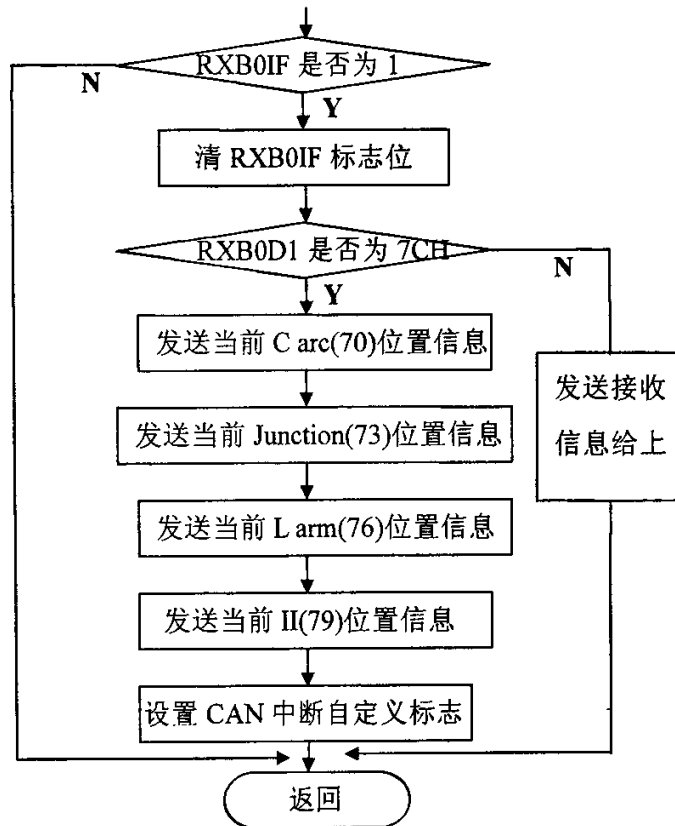 RXB0IF 是否为 1
N
Y
清 RXB0IF 标志位
RXB0D1 是否为 7CH
N
Y
发送当前 C arc(70)位置信息
发送接收
信息给上
发送当前 Junction(73)位置信息
发送当前 L arm(76)位置信息
发送当前 II(79)位置信息
设置 CAN 中断自定义标志
返回